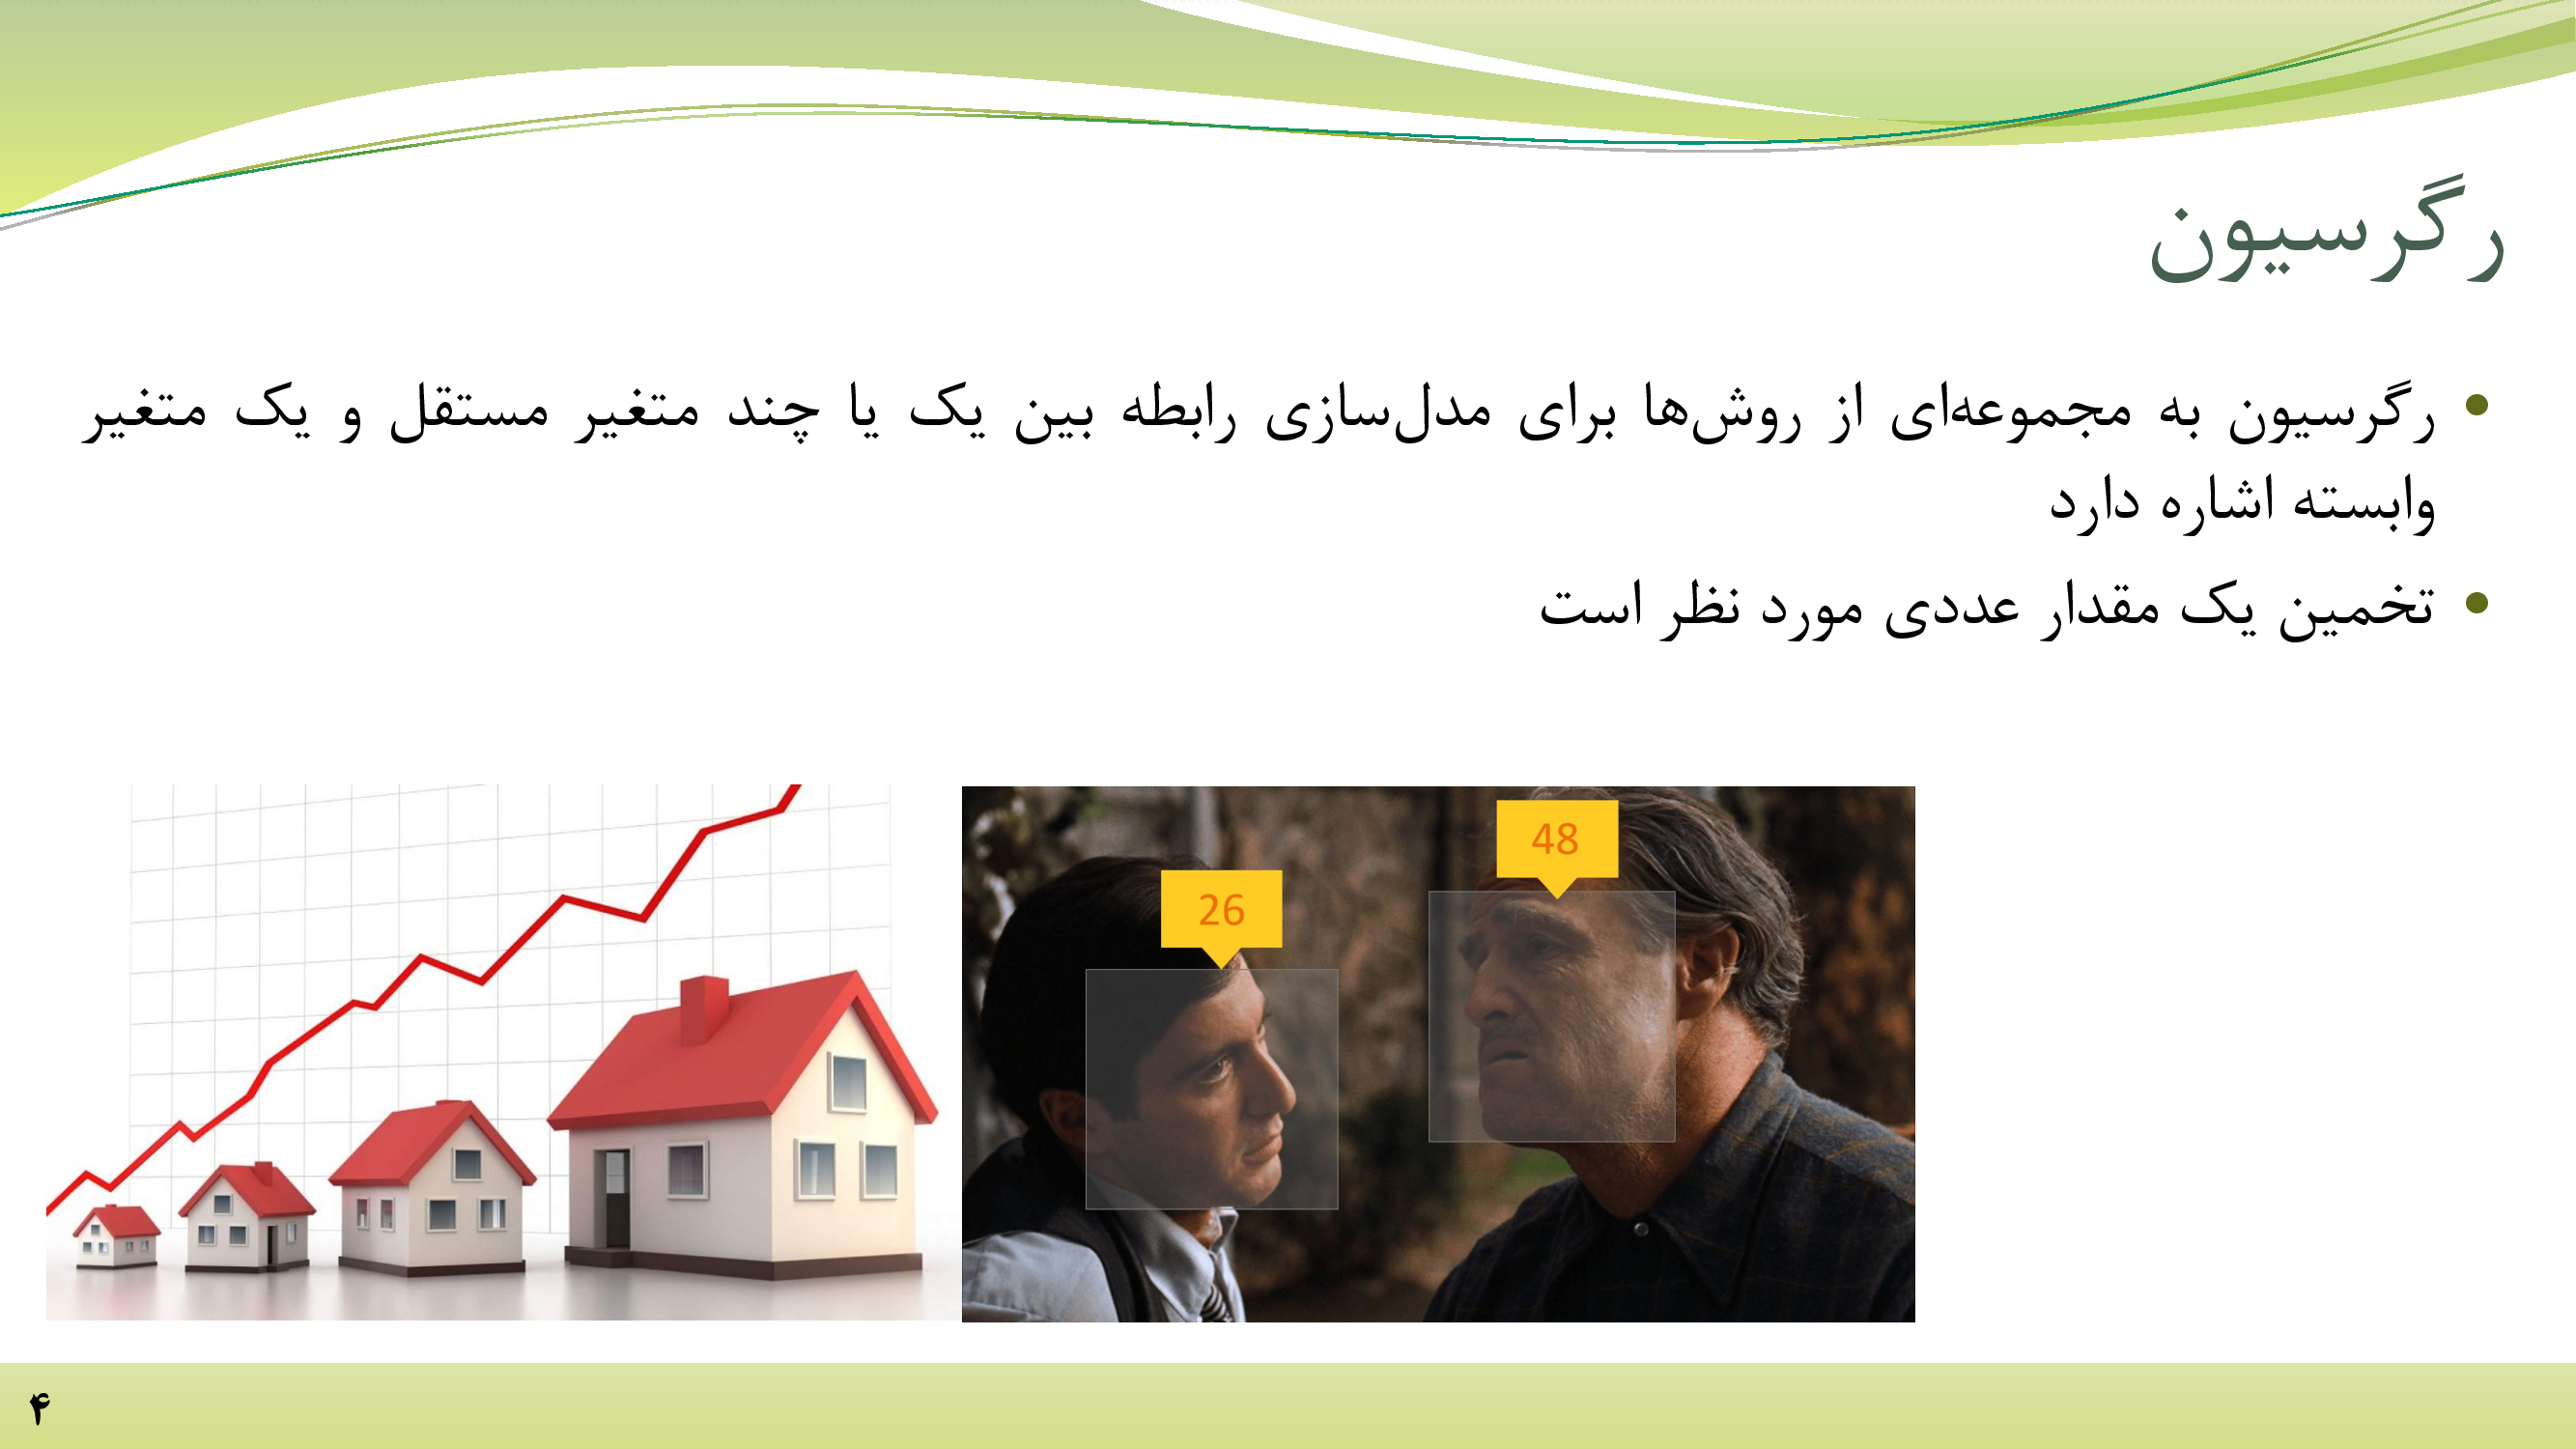 رگرسیون
• رگرسیون به مجموعه‌ای از روش‌ها برای مدل‌سازی رابطه بین یک یا چند متغیر مستقل و یک متغیر
وابسته اشاره دارد
• تخمین یک مقدار عددی مورد نظر است
48
26
۴